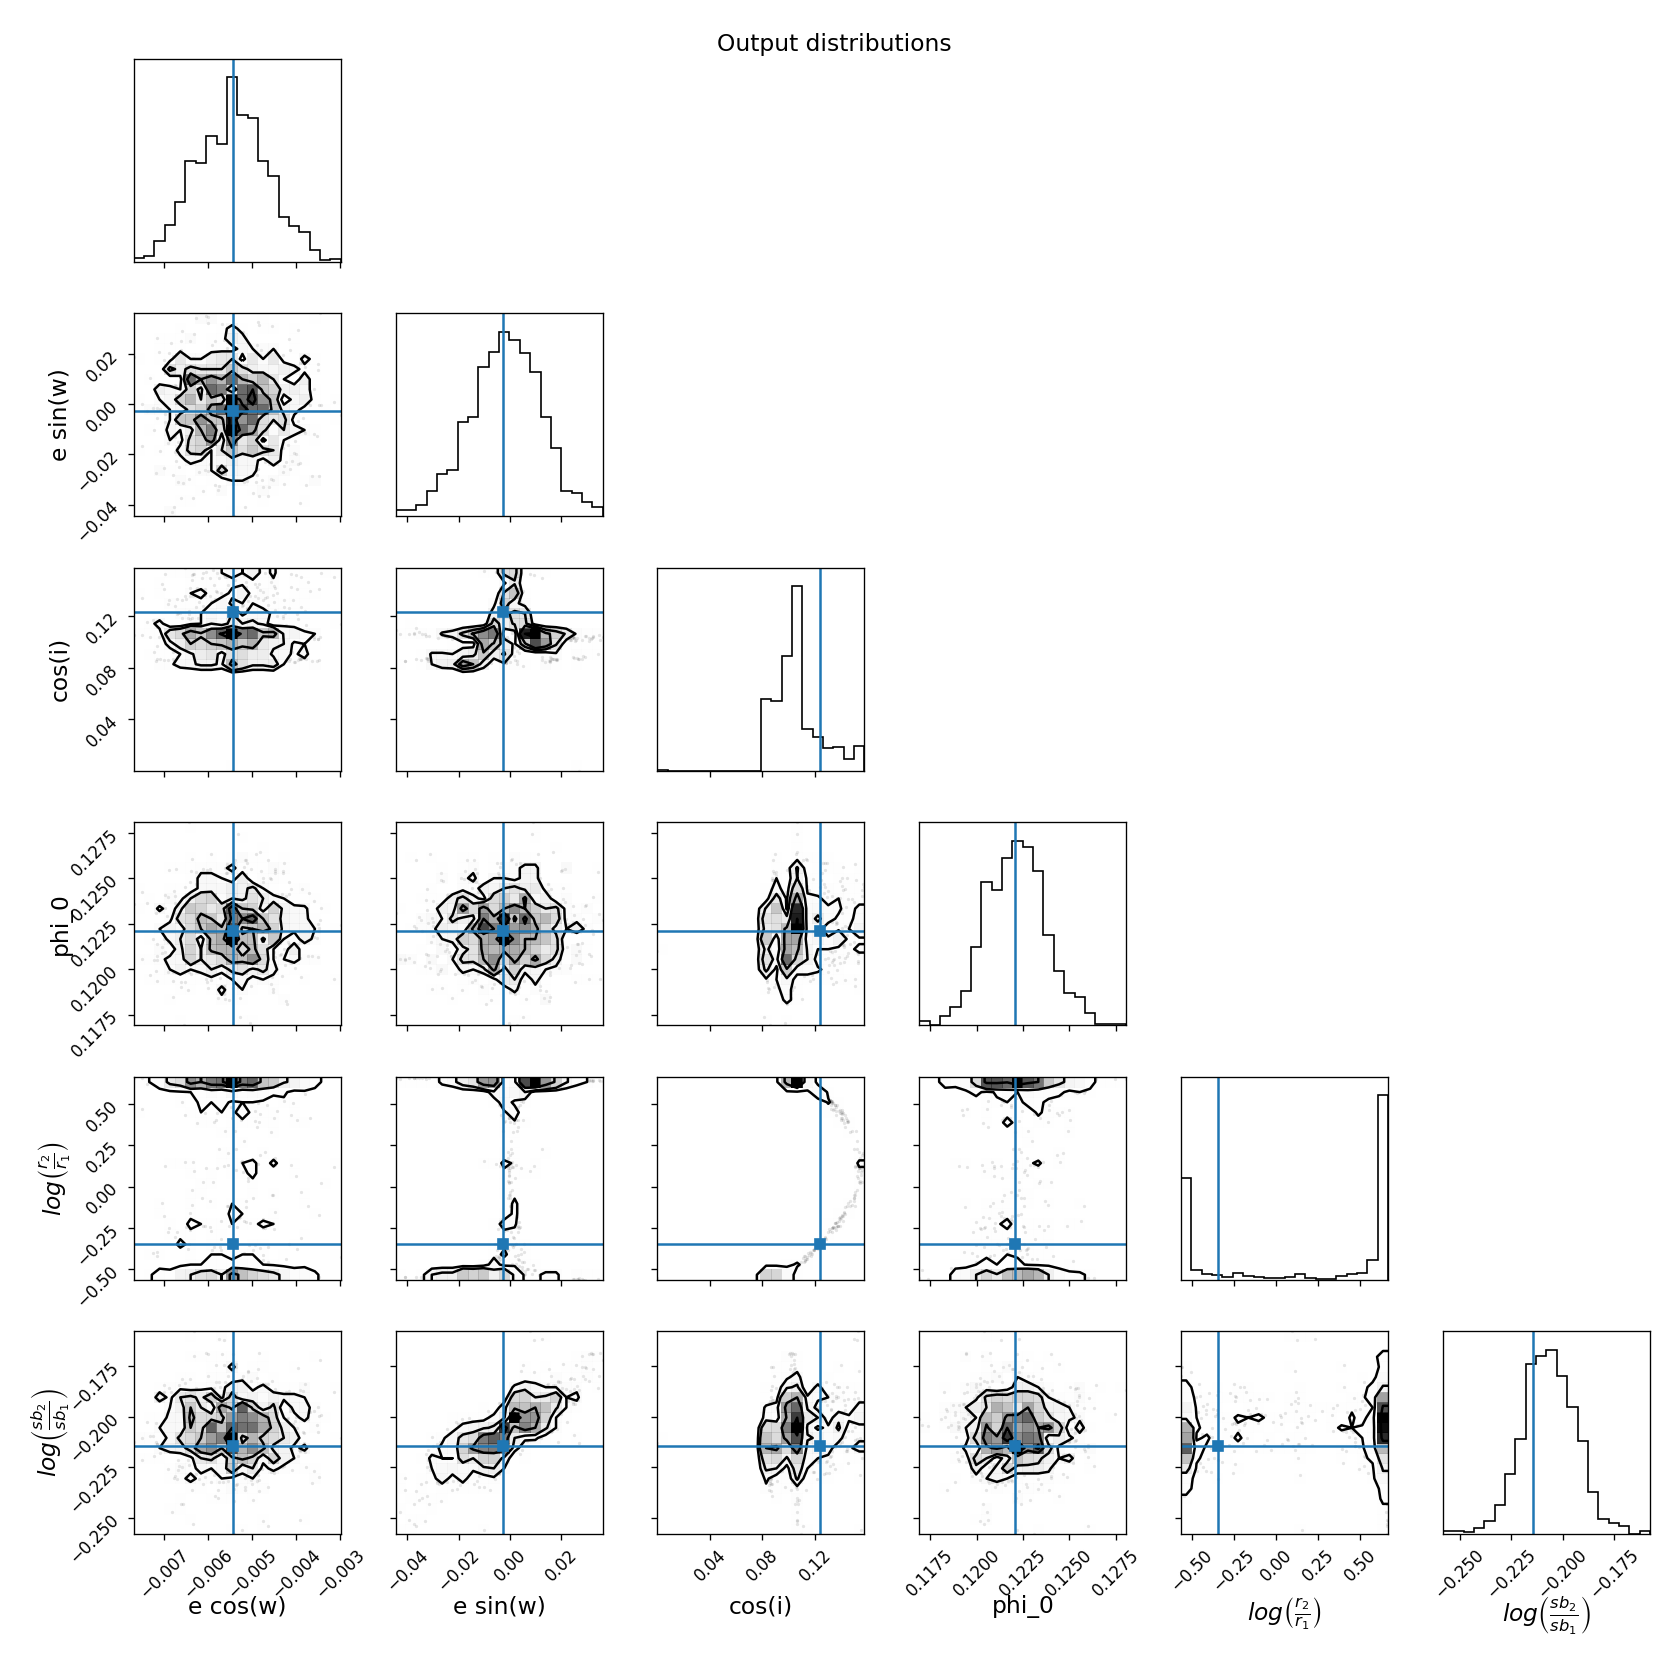 Output distributions
e sin(w)
0.02
0.00
−0.02
−0.04
cos(i)
0.12
0.08
0.04
phi_0
0.1275
0.1250
0.1225
0.1200
0.1175
log(r₂/r₁)
0.50
0.25
0.00
−0.25
−0.50
log(sb₂/sb₁)
−0.175
−0.200
−0.225
−0.250
−0.007 −0.006 −0.005 −0.004 −0.003
−0.04 −0.02 0.00 0.02
0.04 0.08 0.12
0.1175 0.1200 0.1225 0.1250 0.1275
−0.50 −0.25 0.00 0.25 0.50
−0.250 −0.225 −0.200 −0.175
e cos(w)
e sin(w)
cos(i)
phi_0
log(r₂/r₁)
log(sb₂/sb₁)